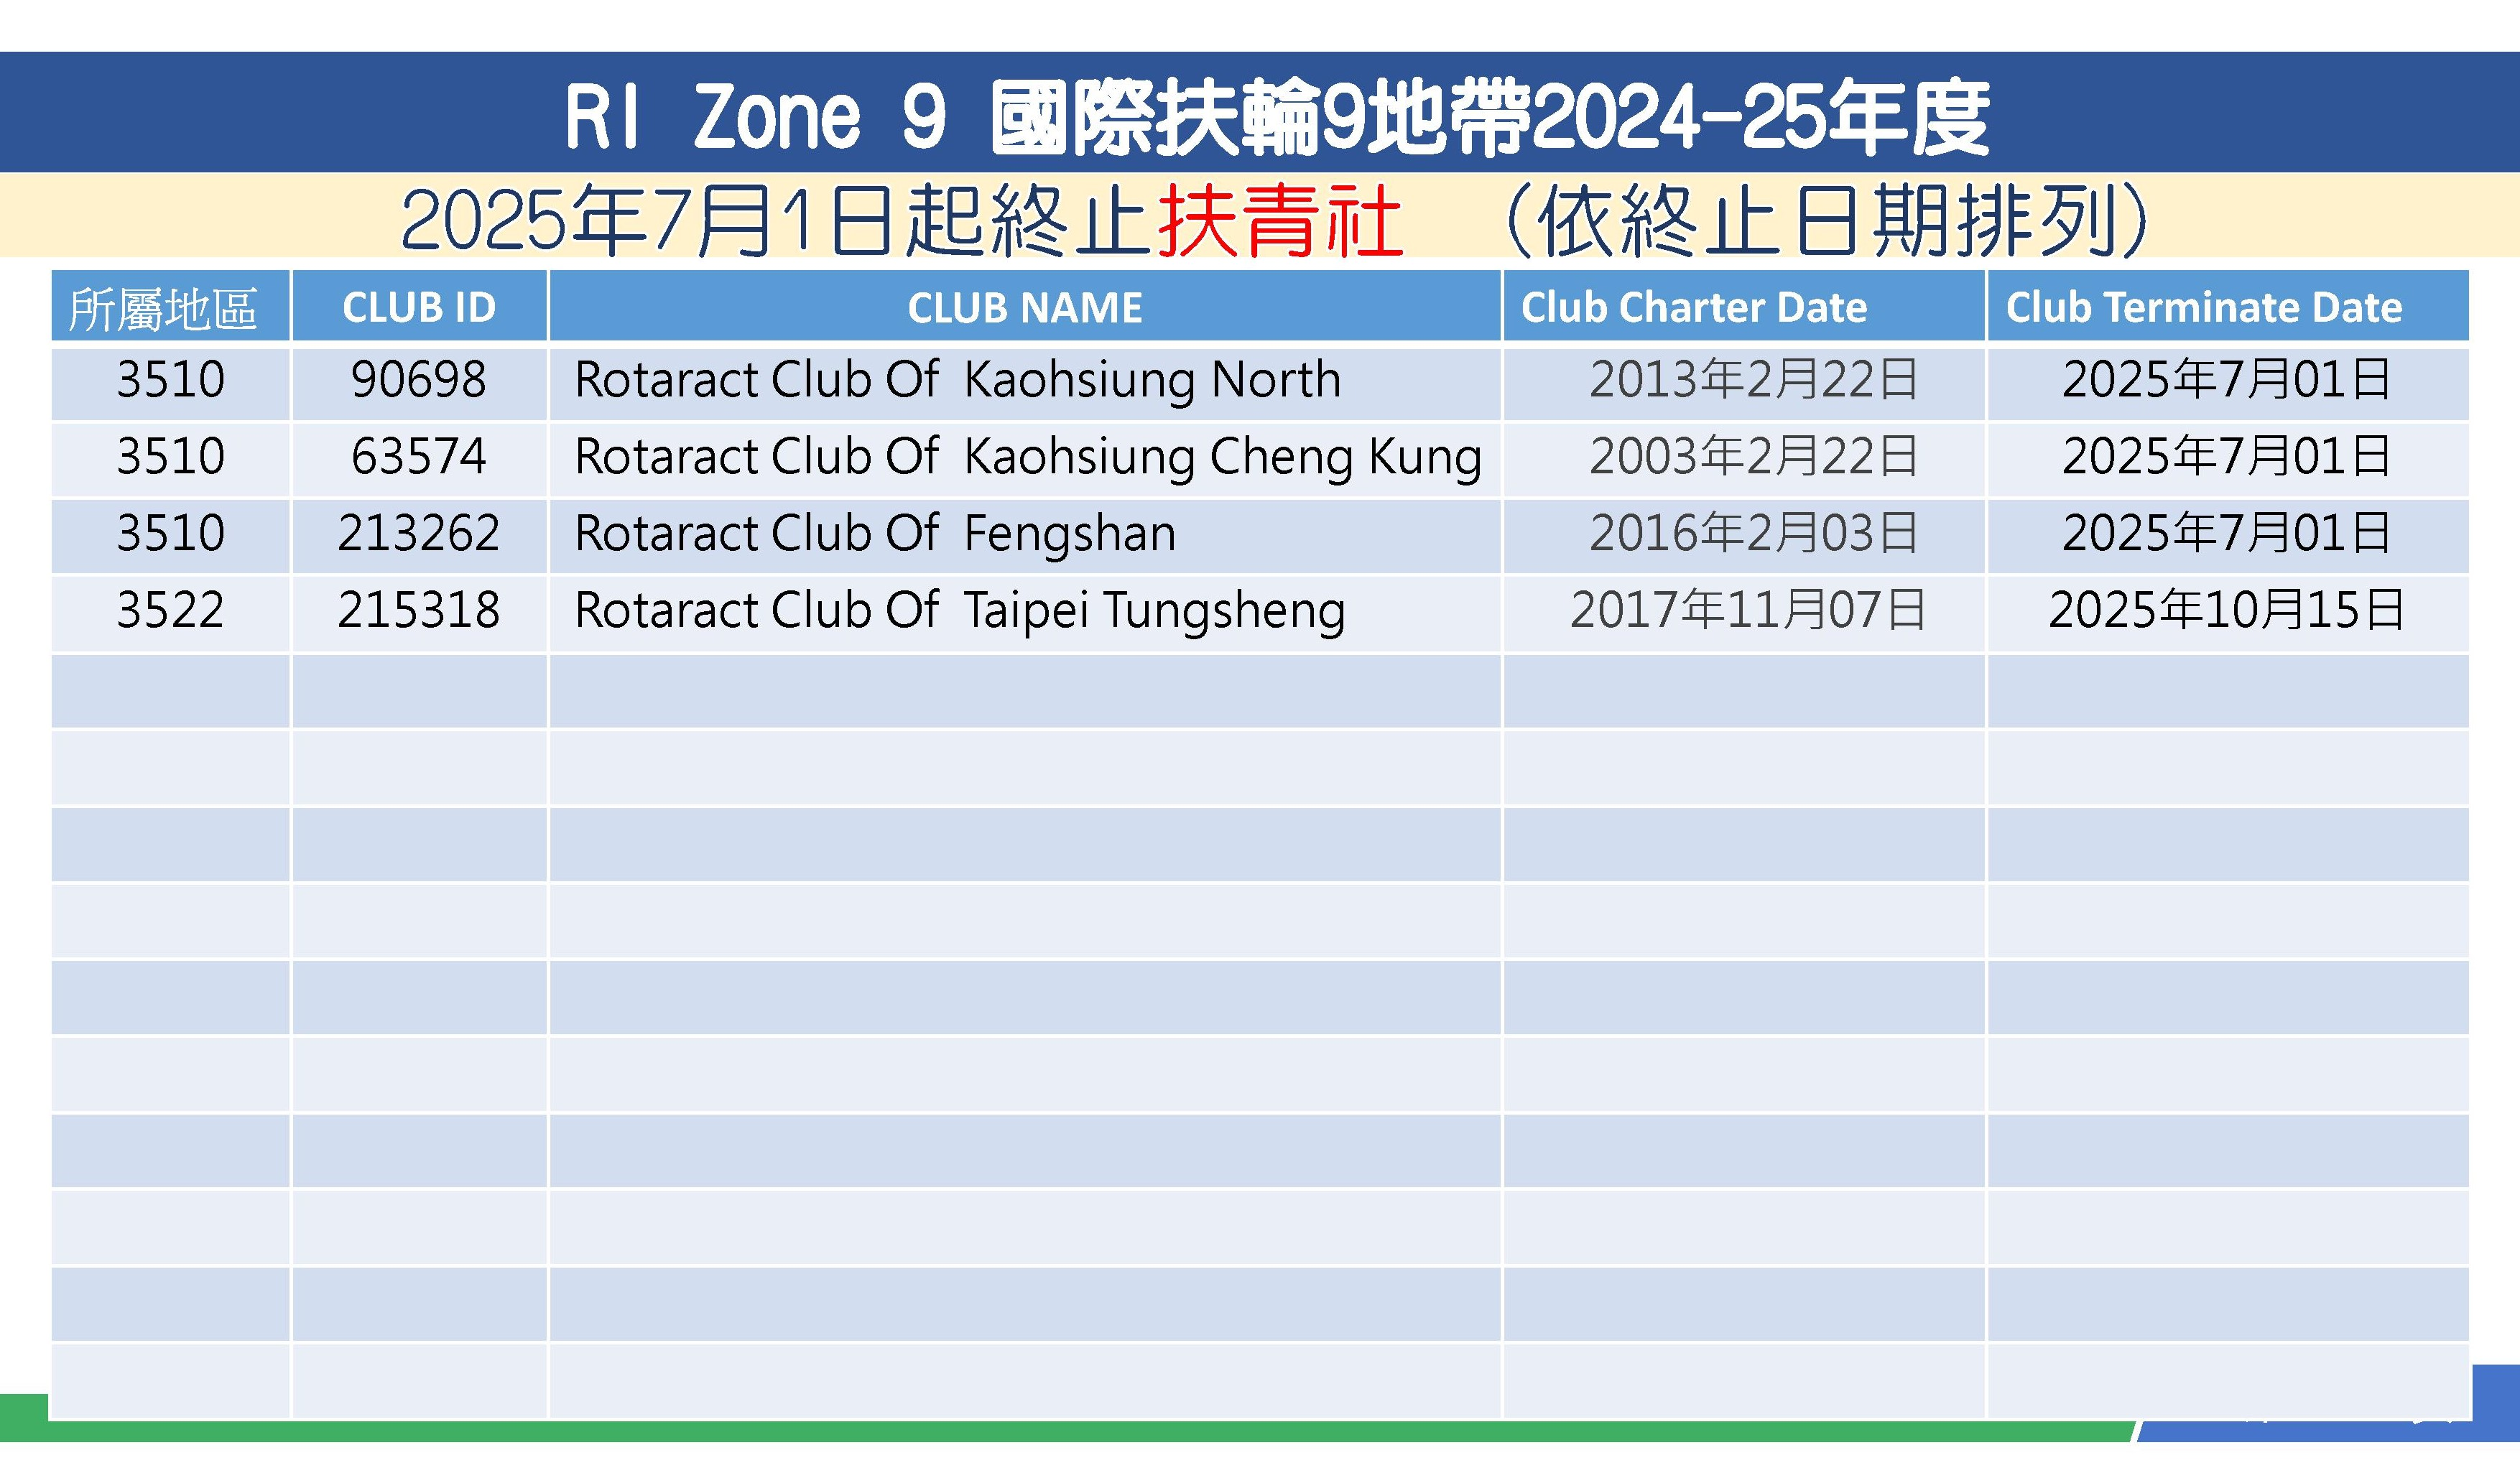 RI Zone 9 國際扶輪9地帶2024-25年度
2025年7月1日起終止扶青社 (依終止日期排列)
所屬地區 CLUB ID CLUB NAME Club Charter Date Club Terminate Date
3510 90698 Rotaract Club Of Kaohsiung North 2013年2月22日 2025年7月01日
3510 63574 Rotaract Club Of Kaohsiung Cheng Kung 2003年2月22日 2025年7月01日
3510 213262 Rotaract Club Of Fengshan 2016年2月03日 2025年7月01日
3522 215318 Rotaract Club Of Taipei Tungsheng 2017年11月07日 2025年10月15日